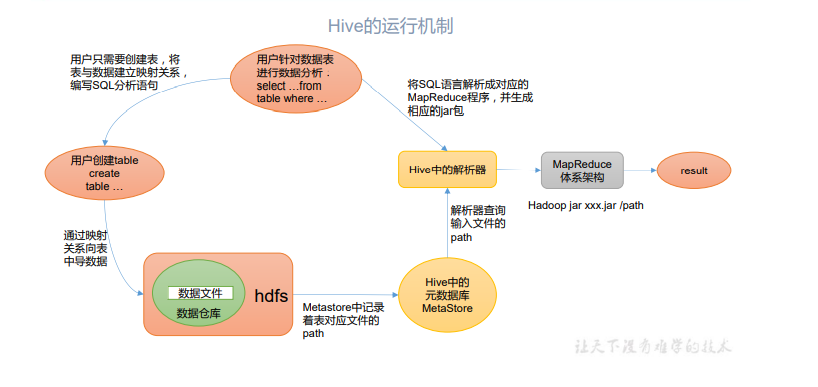 Hive的运行机制
用户只需要创建表，将
表与数据建立映射关系，
编写SQL分析语句
用户针对数据表
进行数据分析．
select ...from
table where ...
将SQL语言解析成对应的
MapReduce程序，并生成
相应的jar包
用户创建table
create
table ...
Hive中的解析器
MapReduce
体系架构
result
Hadoop jar xxx.jar /path
解析器查询
输入文件的
path
通过映射
关系向表
中导数据
数据文件
数据仓库
hdfs
Metastore中记录
着表对应文件的
path
Hive中的
元数据库
MetaStore
让天下没有难学的技术